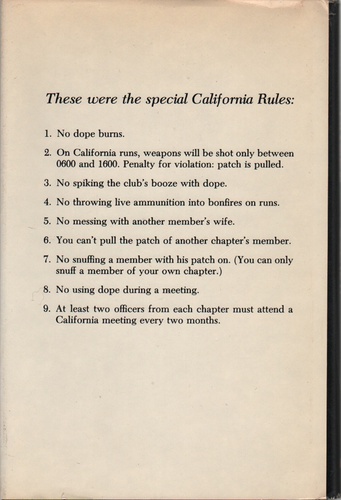 These were the special California Rules:
1. No dope burns.
2. On California runs, weapons will be shot only between
0600 and 1600. Penalty for violation: patch is pulled.
3. No spiking the club's booze with dope.
4. No throwing live ammunition into bonfires on runs.
5. No messing with another member's wife.
6. You can't pull the patch of another chapter's member.
7. No snuffing a member with his patch on. (You can only
snuff a member of your own chapter.)
8. No using dope during a meeting.
9. At least two officers from each chapter must attend a
California meeting every two months.